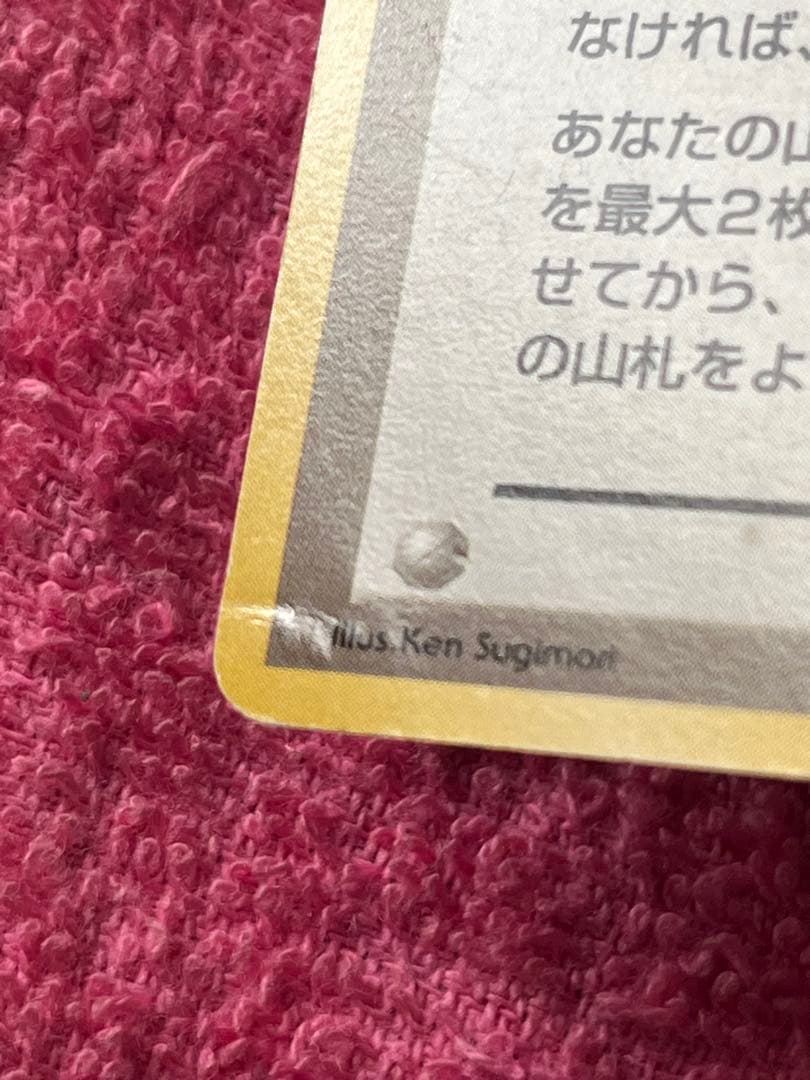 なければ、
あなたの山
を最大2枚
せてから、
の山札をよ
Illus. Ken Sugimori